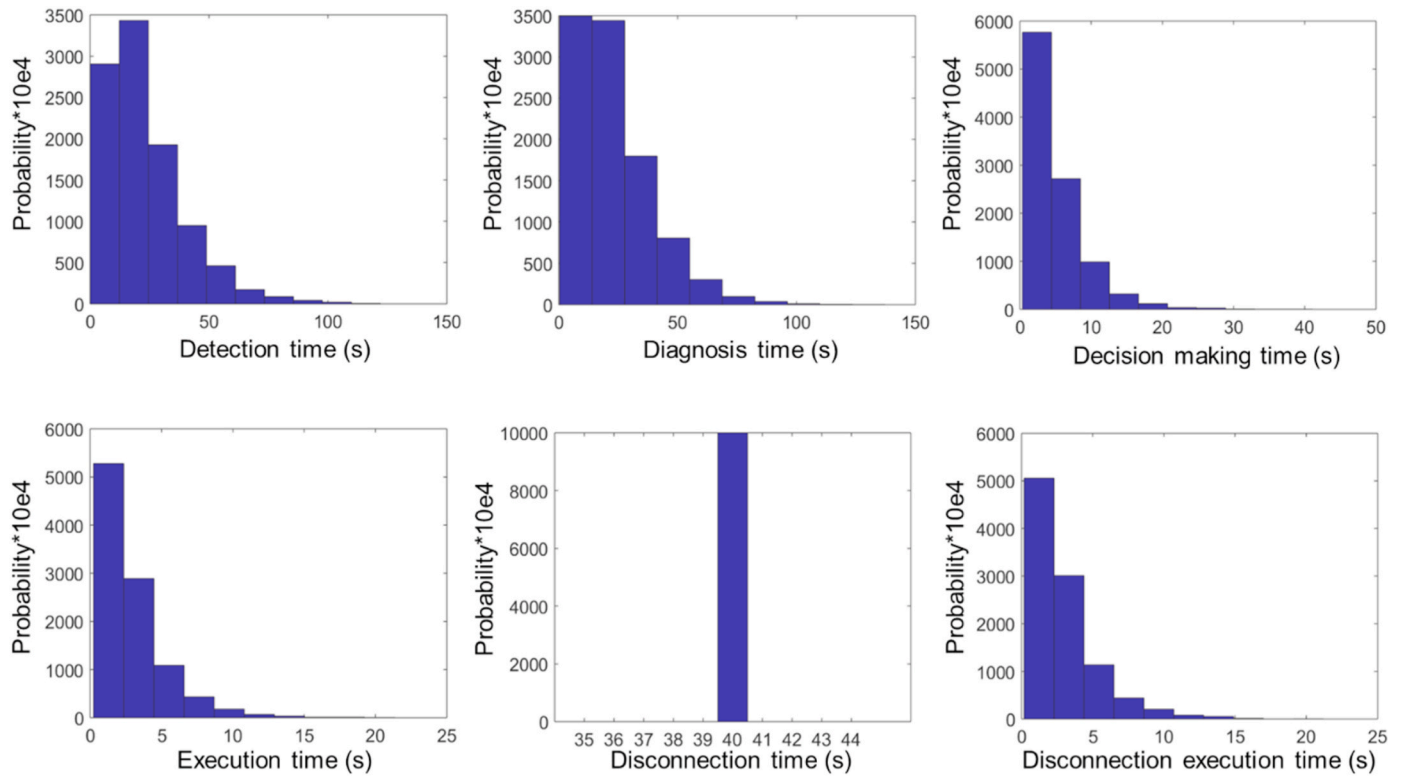 Probability*10e4
3500
3000
2500
2000
1500
1000
500
0
0 50 100 150
Detection time (s)
Probability*10e4
3500
3000
2500
2000
1500
1000
500
0
0 50 100 150
Diagnosis time (s)
Probability*10e4
6000
5000
4000
3000
2000
1000
0
0 10 20 30 40 50
Decision making time (s)
Probability*10e4
6000
5000
4000
3000
2000
1000
0
0 5 10 15 20 25
Execution time (s)
Probability*10e4
10000
8000
6000
4000
2000
0
35 36 37 38 39 40 41 42 43 44
Disconnection time (s)
Probability*10e4
6000
5000
4000
3000
2000
1000
0
0 5 10 15 20 25
Disconnection execution time (s)